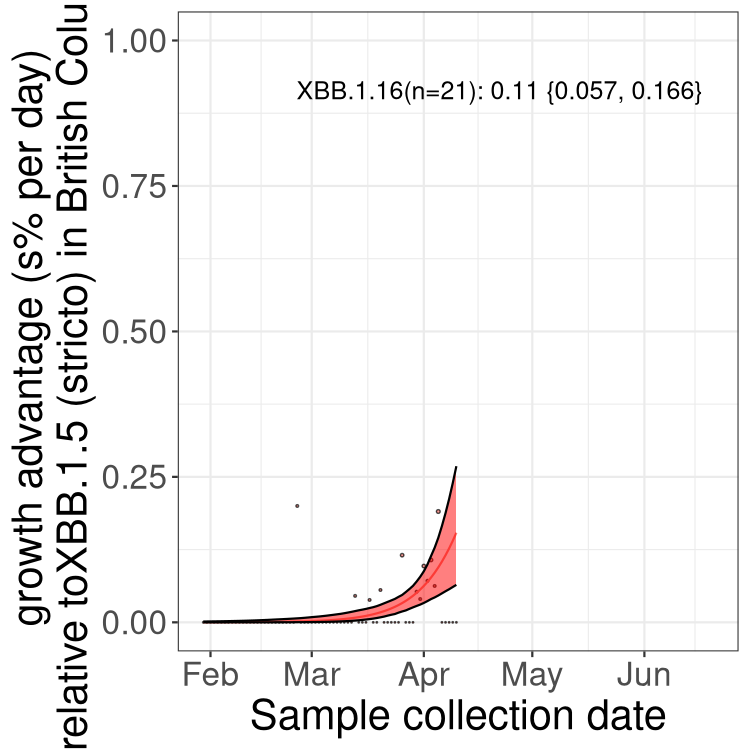 growth advantage (s% per day)
relative toXBB.1.5 (stricto) in British Colu
1.00
0.75
0.50
0.25
0.00
XBB.1.16(n=21): 0.11 {0.057, 0.166}
Feb Mar Apr May Jun
Sample collection date